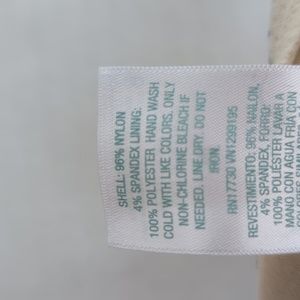 SHELL: 96% NYLON
4% SPANDEX LINING:
100% POLYESTER HAND WASH
COLD WITH LIKE COLORS. ONLY
NON-CHLORINE BLEACH IF
NEEDED. LINE DRY. DO NOT
IRON.
RN17730 VN1299195
REVESTIMIENTO: 96% NAILON,
4% SPANDEX, FORRO:
100% POLIESTER LAVAR A
MANO CON AGUA FRIA CON